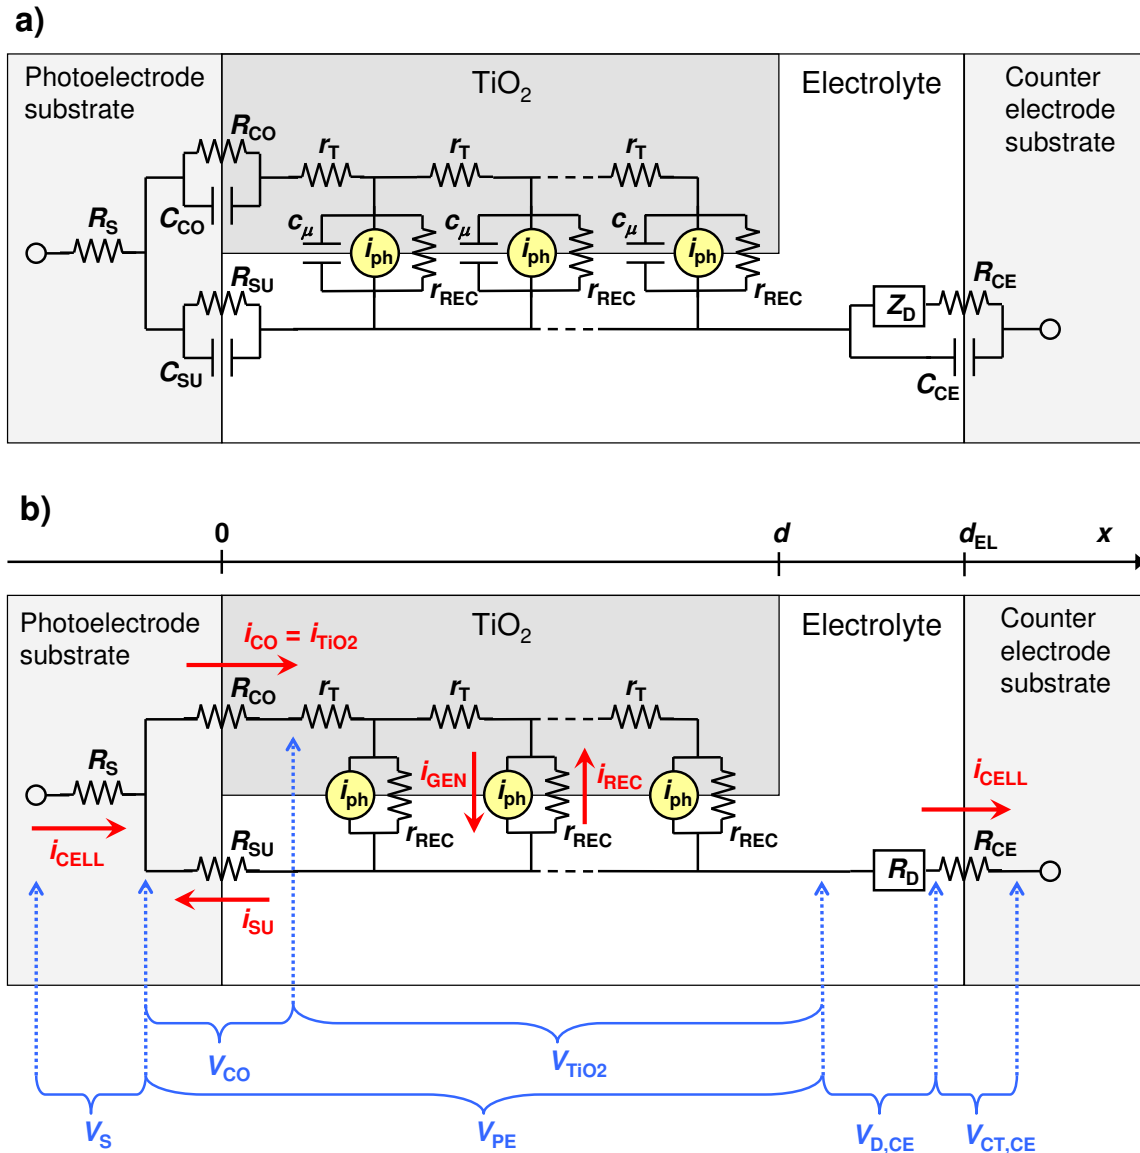 a)
Photoelectrode
substrate
TiO2
Electrolyte
Counter
electrode
substrate
RCO
rT
rT
rT
CCO
RS
cμ
cμ
cμ
iph
iph
iph
rREC
rREC
rREC
RSU
CSU
ZD
RCE
CCE
b)
0
d
dEL
x
Photoelectrode
substrate
TiO2
Electrolyte
Counter
electrode
substrate
iCO = iTiO2
RCO
rT
rT
rT
RS
iCELL
iph
iGEN
iph
iREC
iph
iCELL
rREC
rREC
rREC
RSU
iSU
RD
RCE
VCO
VTiO2
VS
VPE
VD,CE
VCT,CE